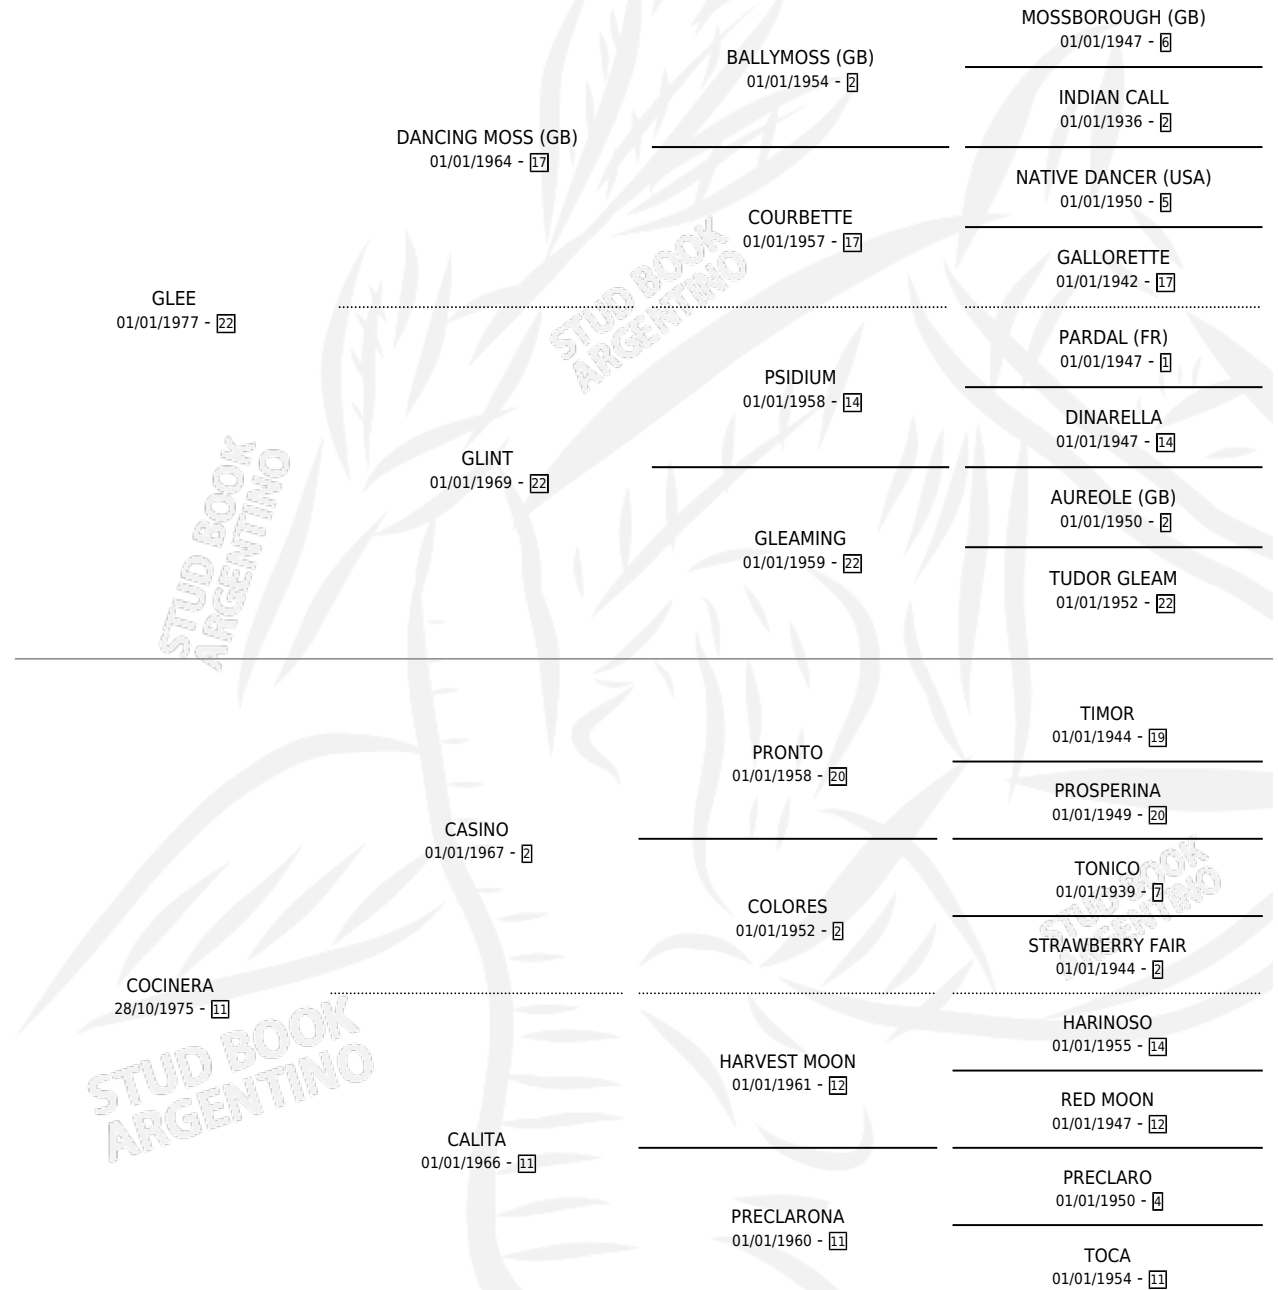 MOSSBOROUGH (GB)
01/01/1947 - 6
BALLYMOSS (GB)
01/01/1954 - 2
INDIAN CALL
01/01/1936 - 2
DANCING MOSS (GB)
01/01/1964 - 17
NATIVE DANCER (USA)
01/01/1950 - 5
COURBETTE
01/01/1957 - 17
GALLORETTE
01/01/1942 - 17
GLEE
01/01/1977 - 22
PARDAL (FR)
01/01/1947 - 1
PSIDIUM
01/01/1958 - 14
DINARELLA
01/01/1947 - 14
GLINT
01/01/1969 - 22
AUREOLE (GB)
01/01/1950 - 2
GLEAMING
01/01/1959 - 22
TUDOR GLEAM
01/01/1952 - 22
STUD BOOK
ARGENTINO
STUD BOOK
ARGENTINO
TIMOR
01/01/1944 - 19
PRONTO
01/01/1958 - 20
PROSPERINA
01/01/1949 - 20
CASINO
01/01/1967 - 2
TONICO
01/01/1939 - 7
COLORES
01/01/1952 - 2
STRAWBERRY FAIR
01/01/1944 - 2
STUD BOOK
ARGENTINO
COCINERA
28/10/1975 - 11
HARINOSO
01/01/1955 - 14
HARVEST MOON
01/01/1961 - 12
RED MOON
01/01/1947 - 12
STUD BOOK
ARGENTINO
CALITA
01/01/1966 - 11
PRECLARO
01/01/1950 - 4
PRECLARONA
01/01/1960 - 11
TOCA
01/01/1954 - 11